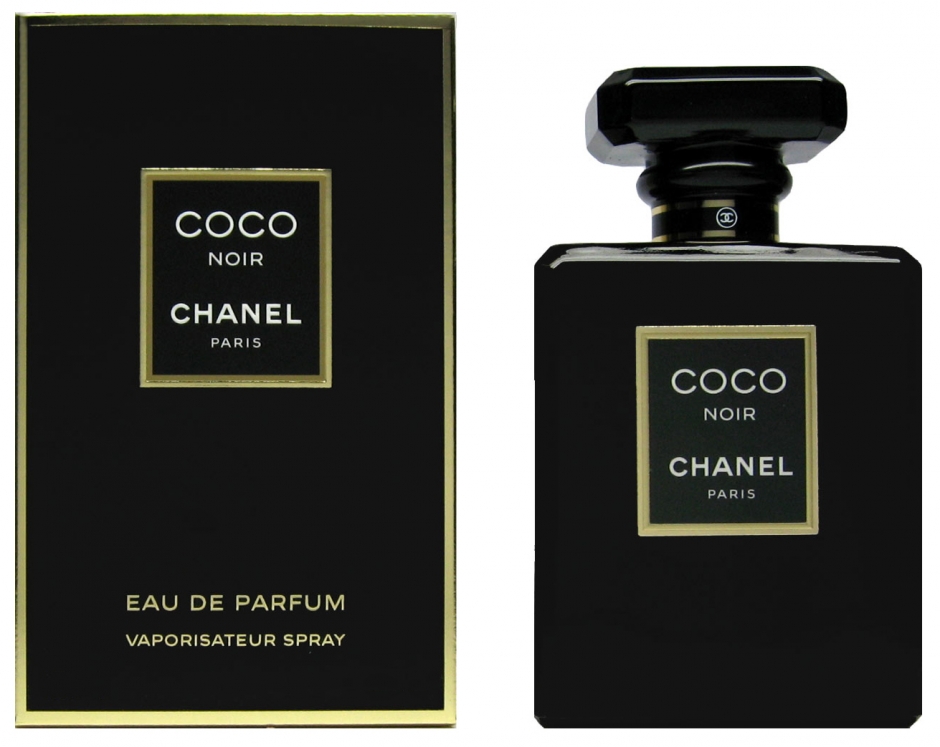 COCO
NOIR
CHANEL
PARIS
EAU DE PARFUM
VAPORISATEUR SPRAY
COCO
NOIR
CHANEL
PARIS